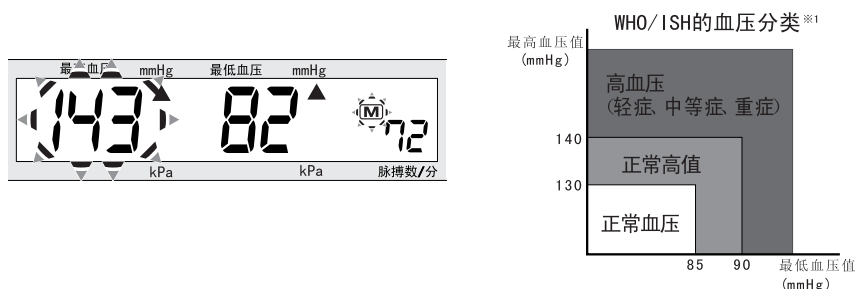 最高血压 mmHg 最低血压 mmHg
143 82 M 72
kPa kPa 脉搏数/分
WHO/ISH的血压分类※1
最高血压值
(mmHg)
高血压
(轻症、中等症、重症)
140
正常高值
130
正常血压
85 90 最低血压值
(mmHg)